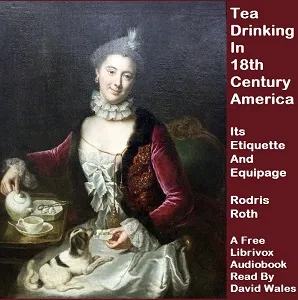 Tea
Drinking
In
18th
Century
America
Its
Etiquette
And
Equipage
Rodris
Roth
A Free
Librivox
Audiobook
Read By
David Wales